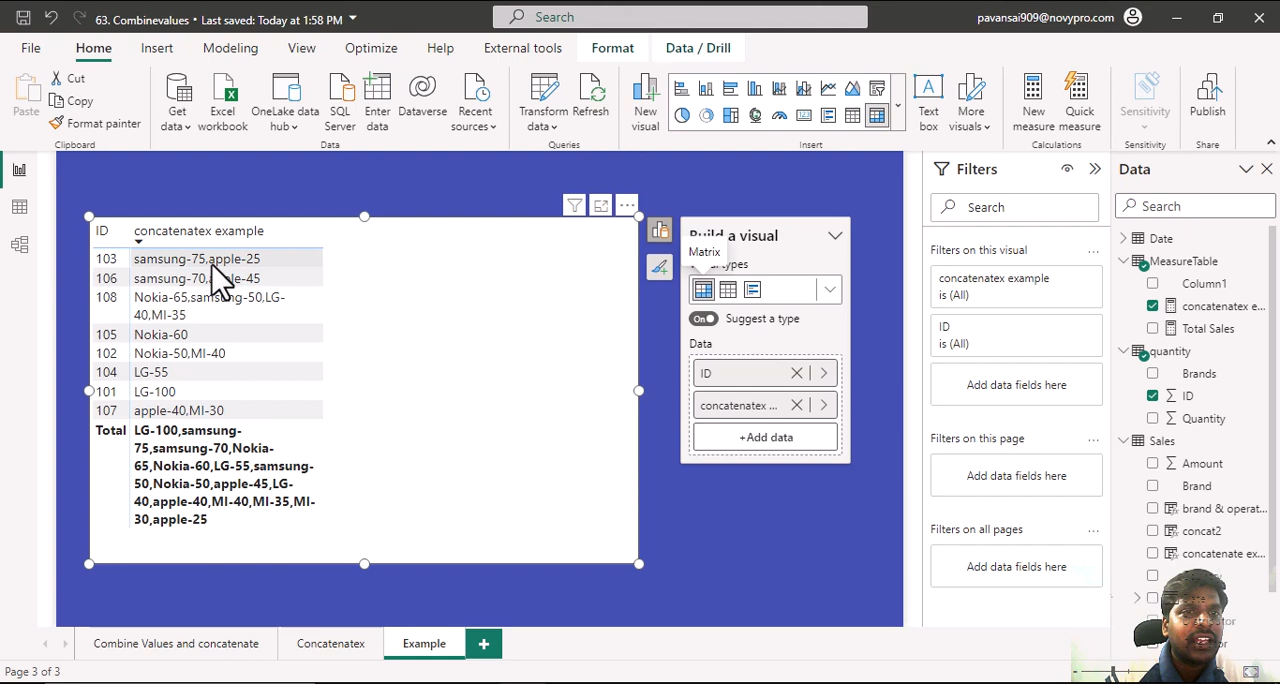 63. Combinevalues • Last saved: Today at 1:58 PM
Search
pavansai909@novypro.com
File
Home
Insert
Modeling
View
Optimize
Help
External tools
Format
Data / Drill
Paste
Cut
Copy
Format painter
Clipboard
Get data
Excel workbook
OneLake data hub
SQL Server
Enter data
Dataverse
Recent sources
Data
Transform data
Refresh
Queries
New visual
Text box
More visuals
Insert
New measure
Quick measure
Calculations
Sensitivity
Sensitivity
Publish
Share
ID concatenatex example
103 samsung-75,apple-25
106 samsung-70,apple-45
108 Nokia-65,samsung-50,LG-
40,MI-35
105 Nokia-60
102 Nokia-50,MI-40
104 LG-55
101 LG-100
107 apple-40,MI-30
Total LG-100,samsung-
75,samsung-70,Nokia-
65,Nokia-60,LG-55,samsung-
50,Nokia-50,apple-45,LG-
40,apple-40,MI-40,MI-35,MI-
30,apple-25
Build a visual
Matrix
On Suggest a type
Data
ID
concatenatex ...
+Add data
Filters
Search
Filters on this visual ...
concatenatex example
is (All)
ID
is (All)
Add data fields here
Filters on this page ...
Add data fields here
Filters on all pages ...
Add data fields here
Data
Search
Date
MeasureTable
Column1
concatenatex e...
Total Sales
quantity
Brands
ID
Quantity
Sales
Amount
Brand
brand & operat...
concat2
concatenate ex...
Combine Values and concatenate
Concatenatex
Example
Page 3 of 3